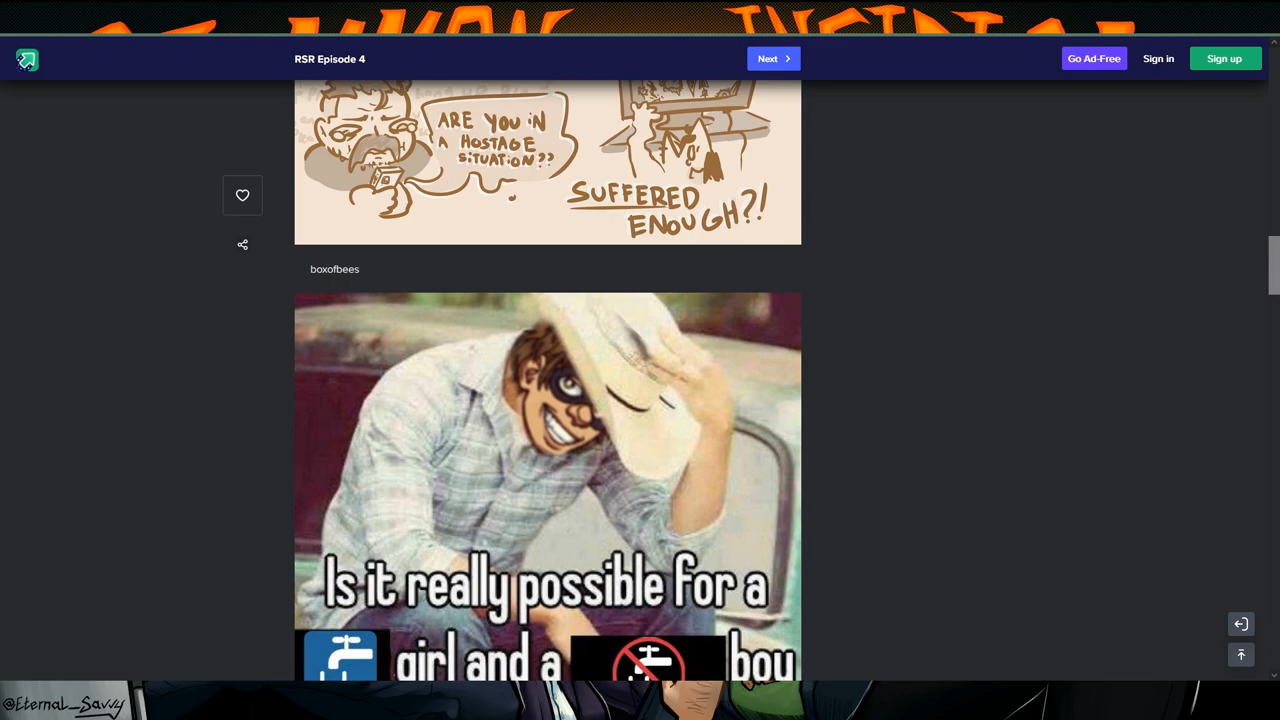 RSR Episode 4
Next
Go Ad-Free
Sign in
Sign up
ARE YOU IN
A HOSTAGE
SITUATION??
SUFFERED
ENOUGH?!
boxofbees
Is it really possible for a
girl and a boy
@Eternal_Savvy